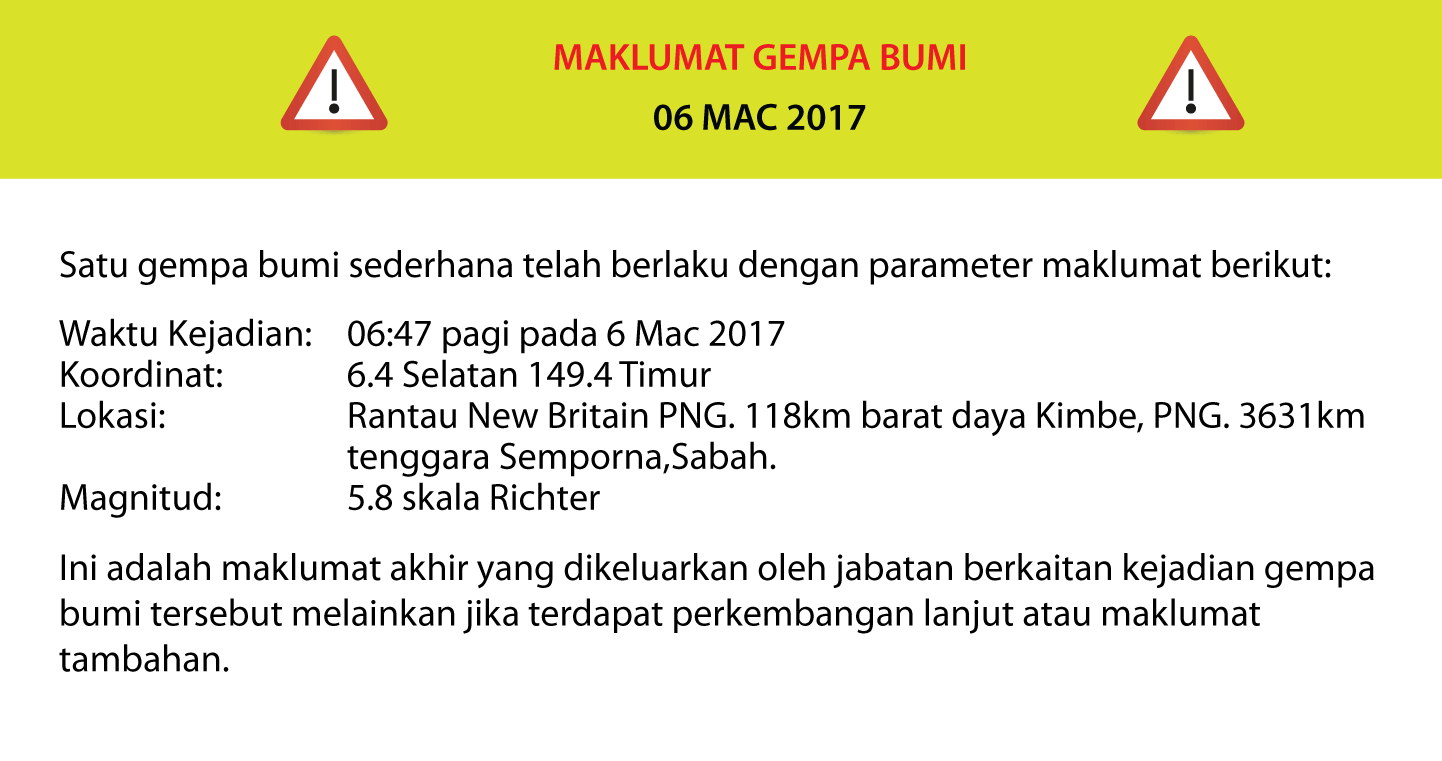 MAKLUMAT GEMPA BUMI
06 MAC 2017
Satu gempa bumi sederhana telah berlaku dengan parameter maklumat berikut:
Waktu Kejadian: 06:47 pagi pada 6 Mac 2017
Koordinat: 6.4 Selatan 149.4 Timur
Lokasi: Rantau New Britain PNG. 118km barat daya Kimbe, PNG. 3631km
tenggara Semporna,Sabah.
Magnitud: 5.8 skala Richter
Ini adalah maklumat akhir yang dikeluarkan oleh jabatan berkaitan kejadian gempa
bumi tersebut melainkan jika terdapat perkembangan lanjut atau maklumat
tambahan.